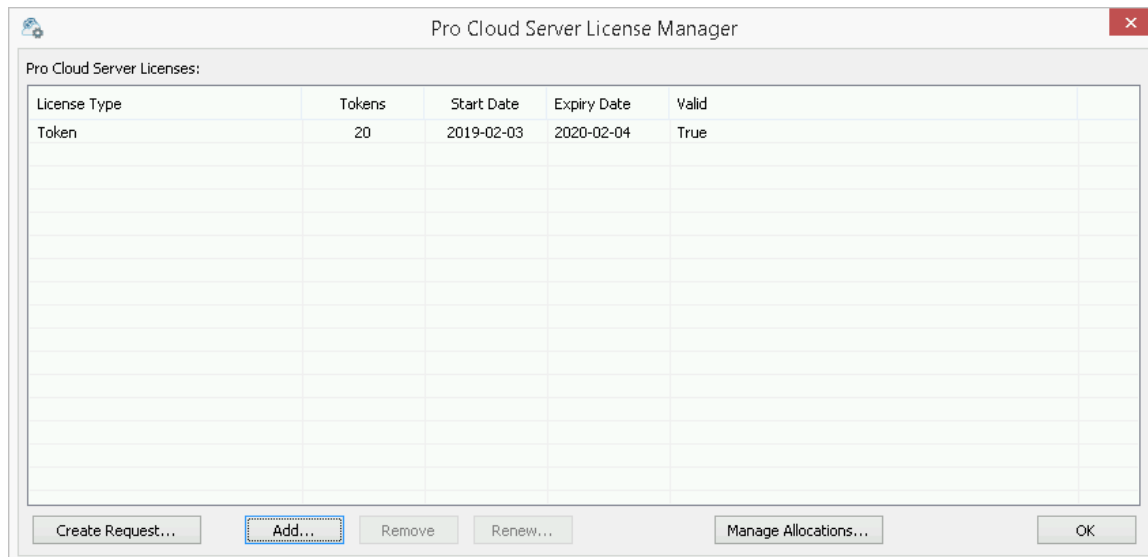 Pro Cloud Server License Manager
Pro Cloud Server Licenses:
License Type Tokens Start Date Expiry Date Valid
Token 20 2019-02-03 2020-02-04 True
Create Request... Add... Remove Renew... Manage Allocations... OK